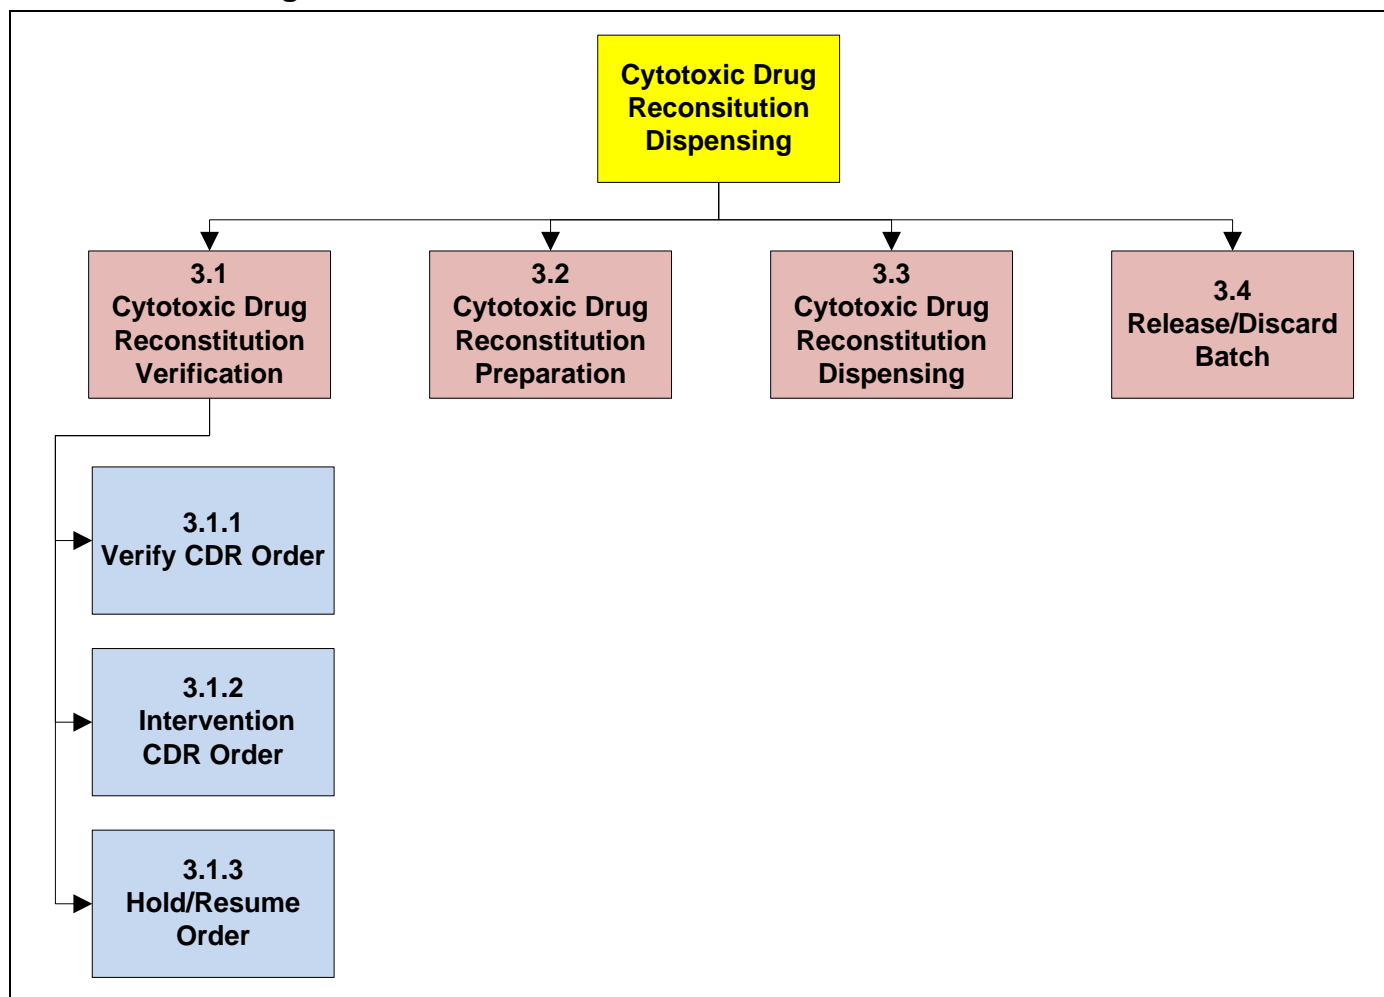 Cytotoxic Drug
Reconsitution
Dispensing
3.1
Cytotoxic Drug
Reconstitution
Verification
3.2
Cytotoxic Drug
Reconstitution
Preparation
3.3
Cytotoxic Drug
Reconstitution
Dispensing
3.4
Release/Discard
Batch
3.1.1
Verify CDR Order
3.1.2
Intervention
CDR Order
3.1.3
Hold/Resume
Order